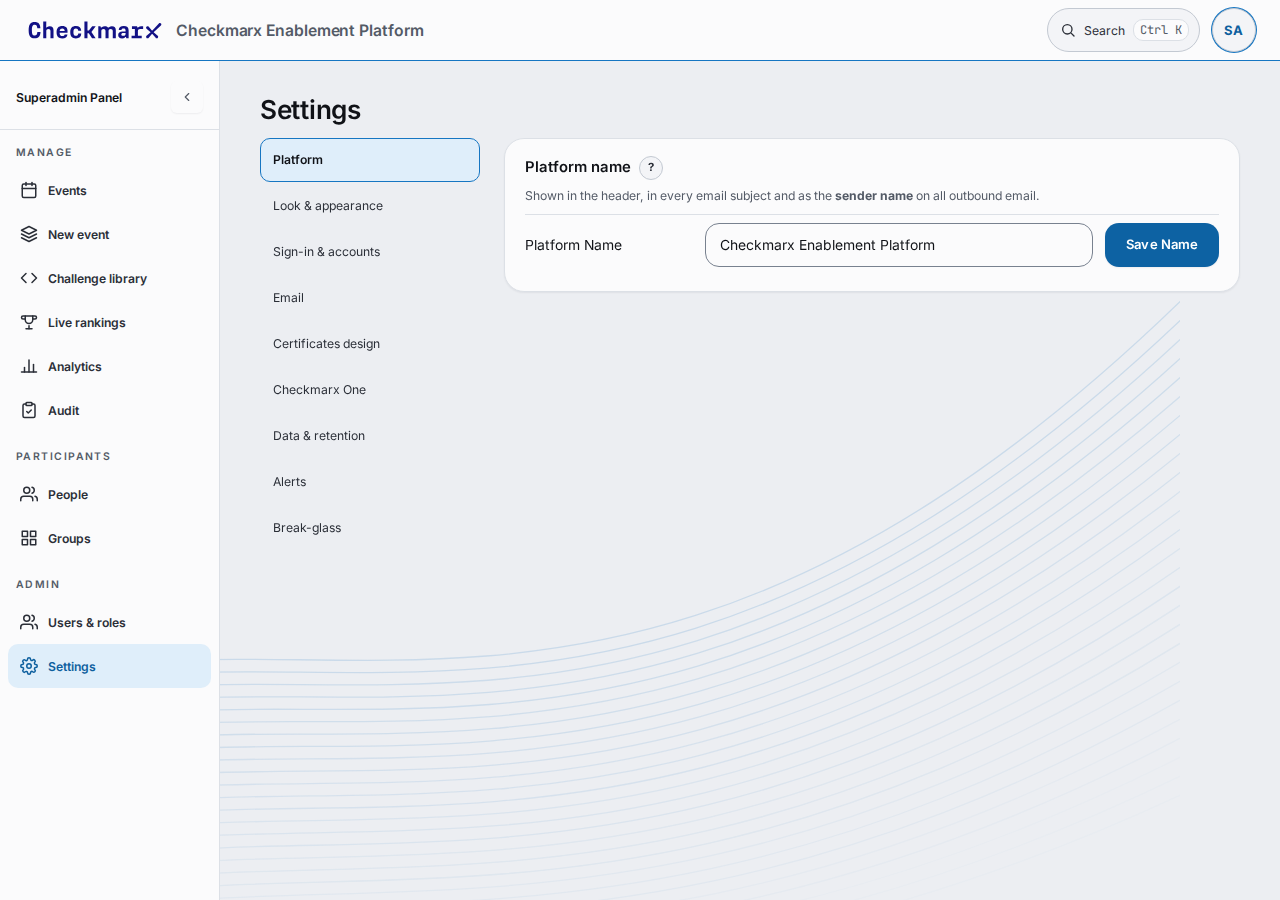 Checkmarx
Checkmarx Enablement Platform
Search Ctrl K
SA
Superadmin Panel
MANAGE
Events
New event
Challenge library
Live rankings
Analytics
Audit
PARTICIPANTS
People
Groups
ADMIN
Users & roles
Settings
Settings
Platform
Look & appearance
Sign-in & accounts
Email
Certificates design
Checkmarx One
Data & retention
Alerts
Break-glass
Platform name ?
Shown in the header, in every email subject and as the sender name on all outbound email.
Platform Name
Checkmarx Enablement Platform
Save Name